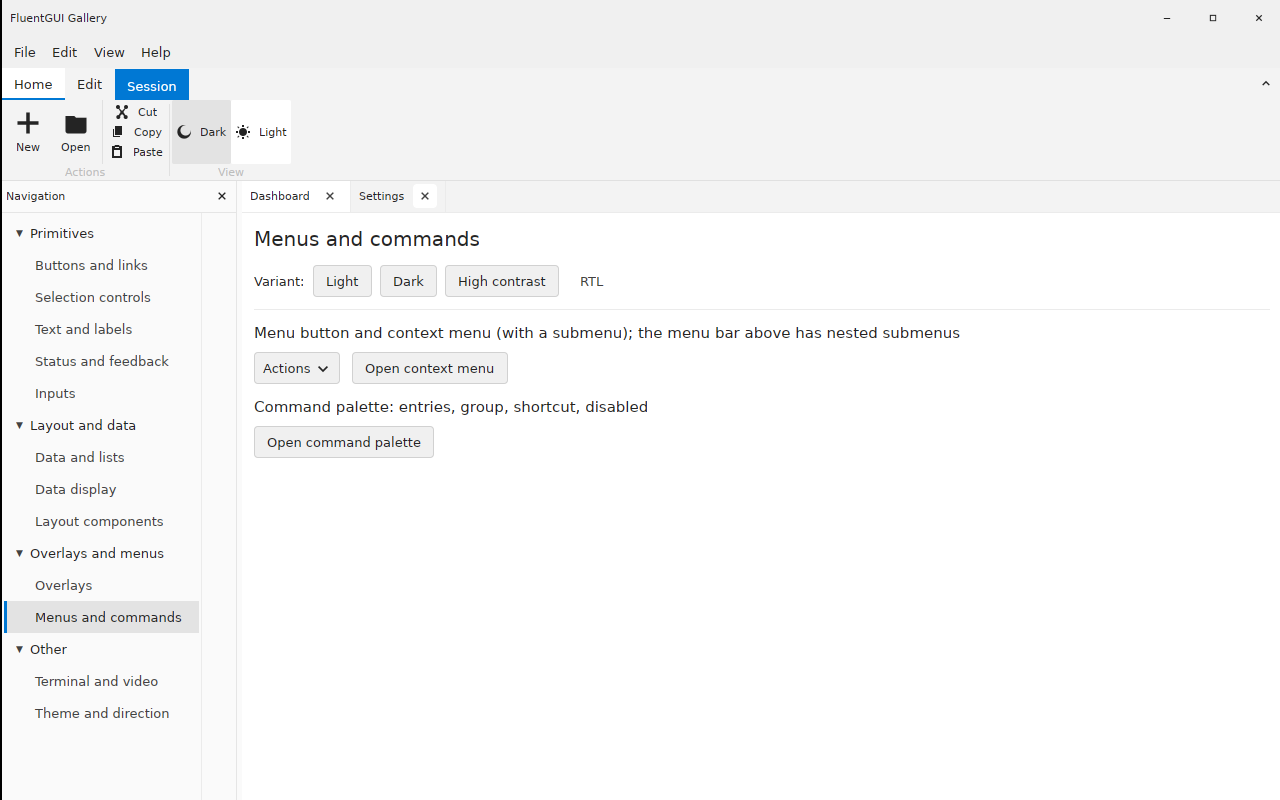 FluentGUI Gallery
File Edit View Help
Home Edit Session
New Open Cut Copy Paste Dark Light
Actions View
Navigation
Dashboard Settings
Primitives
Buttons and links
Selection controls
Text and labels
Status and feedback
Inputs
Layout and data
Data and lists
Data display
Layout components
Overlays and menus
Overlays
Menus and commands
Other
Terminal and video
Theme and direction
Menus and commands
Variant: Light Dark High contrast RTL
Menu button and context menu (with a submenu); the menu bar above has nested submenus
Actions Open context menu
Command palette: entries, group, shortcut, disabled
Open command palette